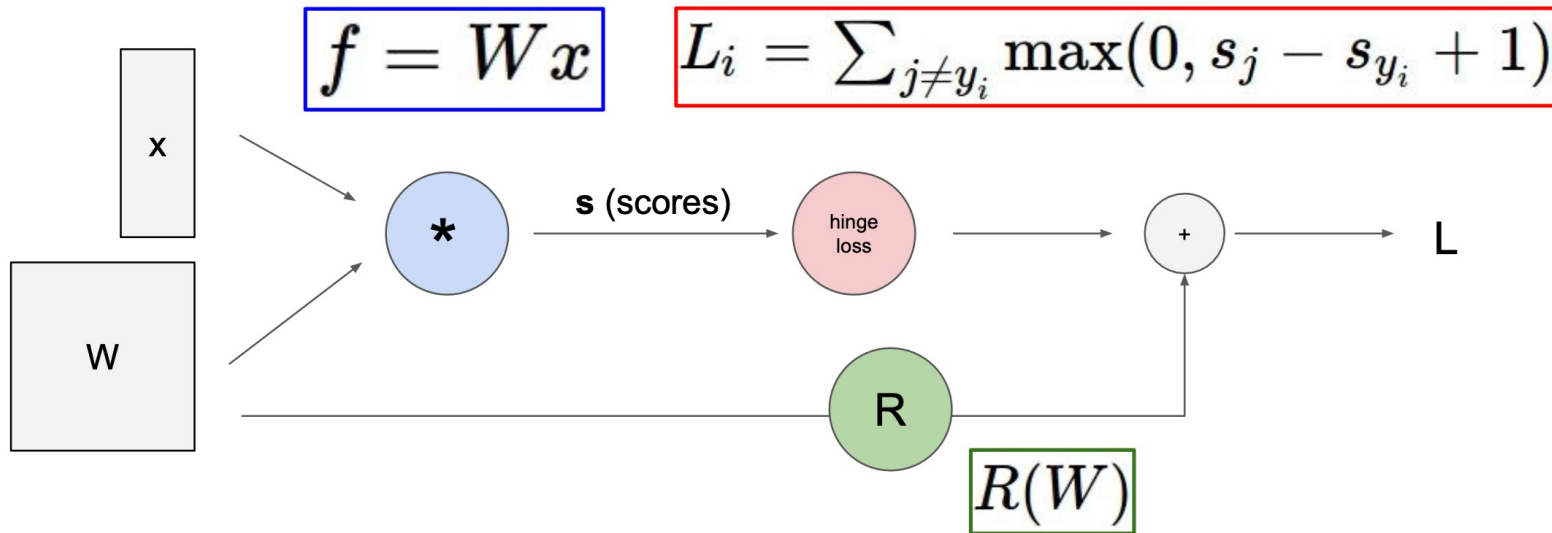 f = Wx
L_i = ∑_{j≠y_i} max(0, s_j − s_{y_i} + 1)
x
*
s (scores)
hinge
loss
+
L
W
R
R(W)